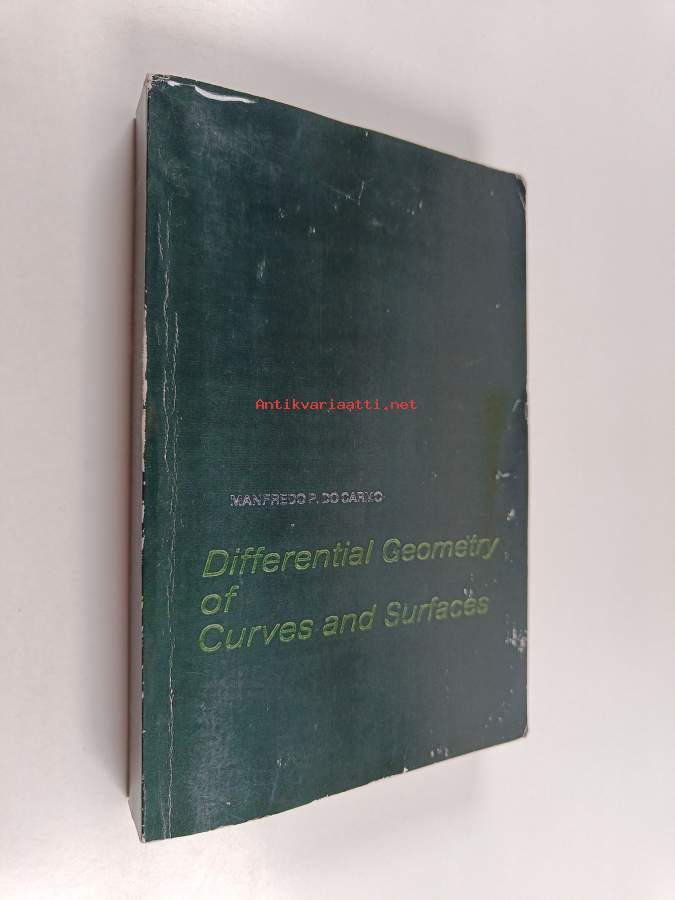 Antikvariaatti.net
MANFREDO P. DO CARMO
Differential Geometry
of
Curves and Surfaces